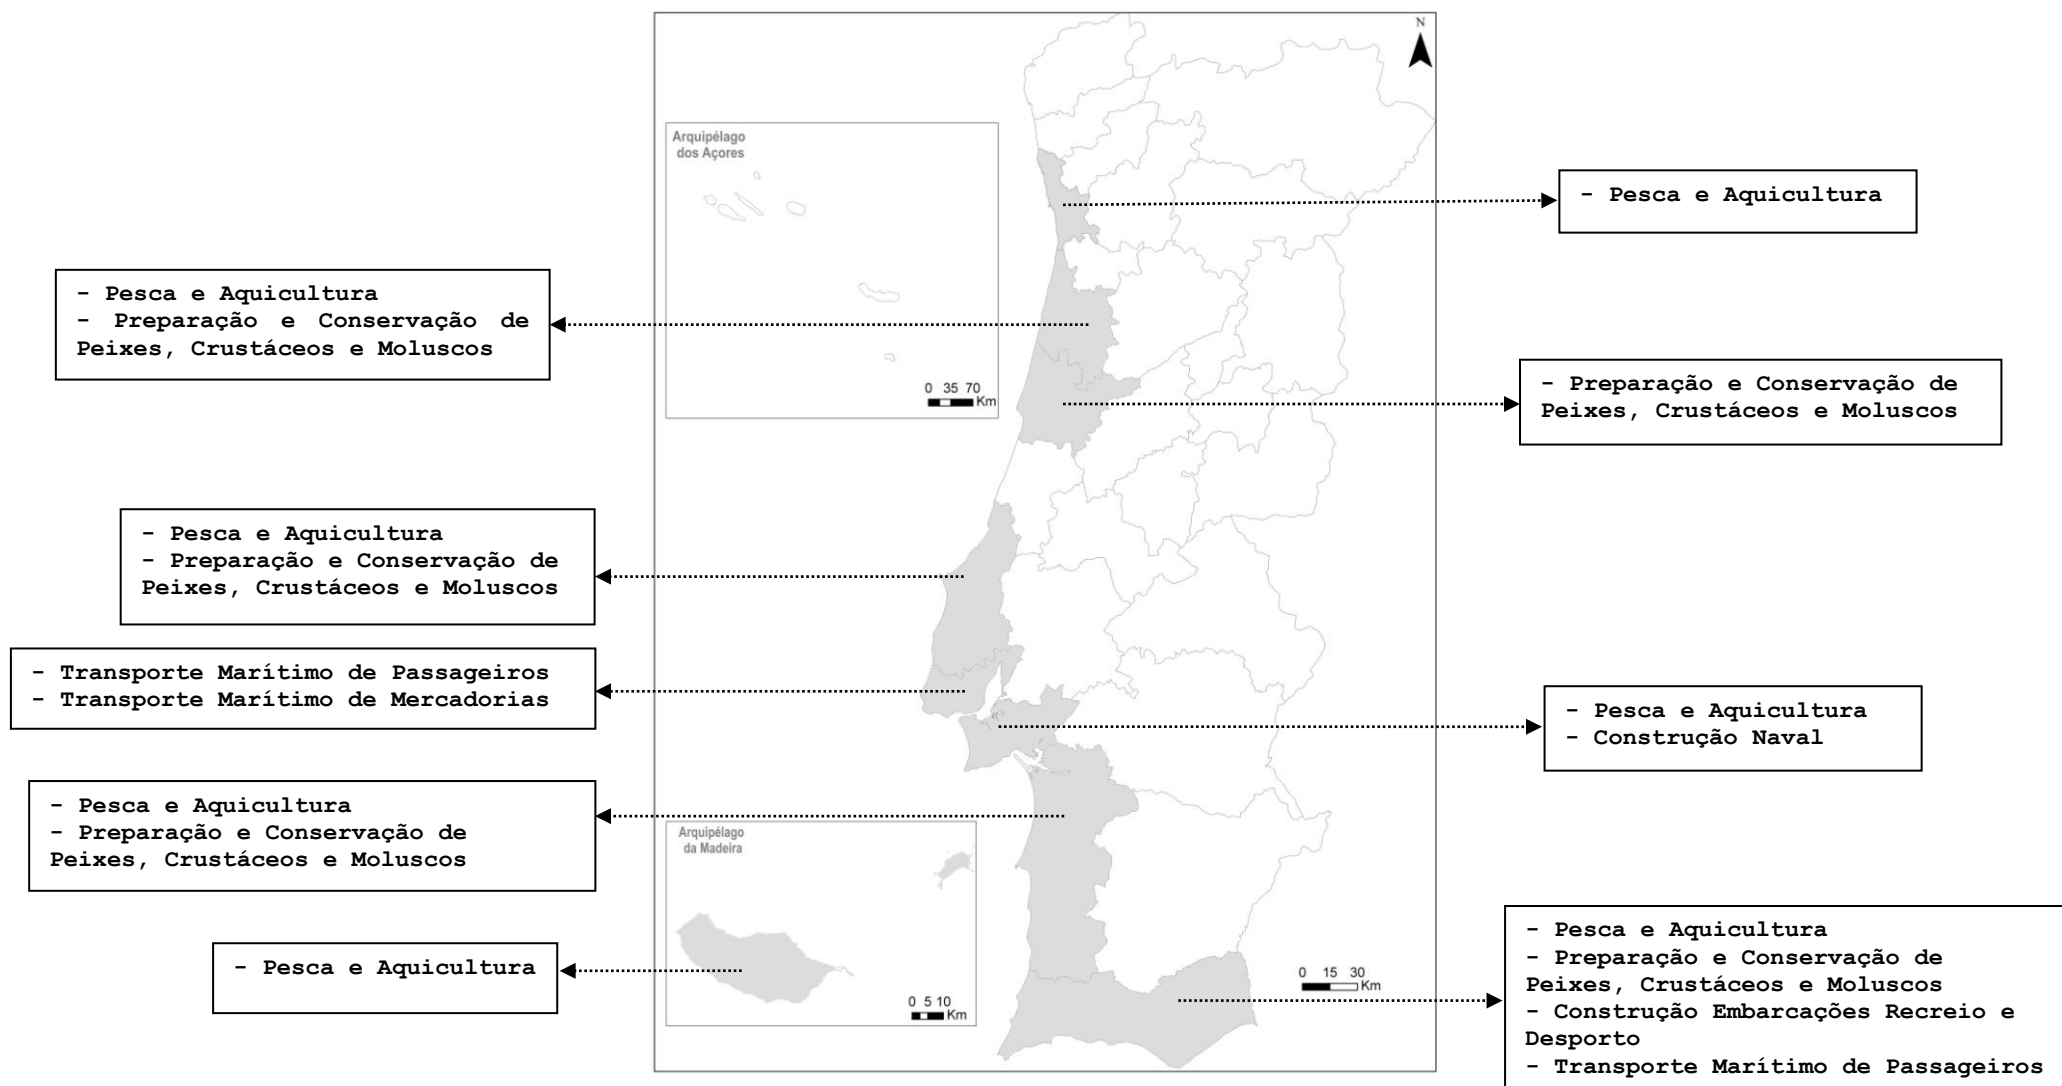 N
Arquipélago
dos Açores
0 35 70
Km
- Pesca e Aquicultura
- Pesca e Aquicultura
- Preparação e Conservação de
Peixes, Crustáceos e Moluscos
- Preparação e Conservação de
Peixes, Crustáceos e Moluscos
- Pesca e Aquicultura
- Preparação e Conservação de
Peixes, Crustáceos e Moluscos
- Transporte Marítimo de Passageiros
- Transporte Marítimo de Mercadorias
- Pesca e Aquicultura
- Construção Naval
- Pesca e Aquicultura
- Preparação e Conservação de
Peixes, Crustáceos e Moluscos
Arquipélago
da Madeira
0 5 10
Km
- Pesca e Aquicultura
0 15 30
Km
- Pesca e Aquicultura
- Preparação e Conservação de
Peixes, Crustáceos e Moluscos
- Construção Embarcações Recreio e
Desporto
- Transporte Marítimo de Passageiros